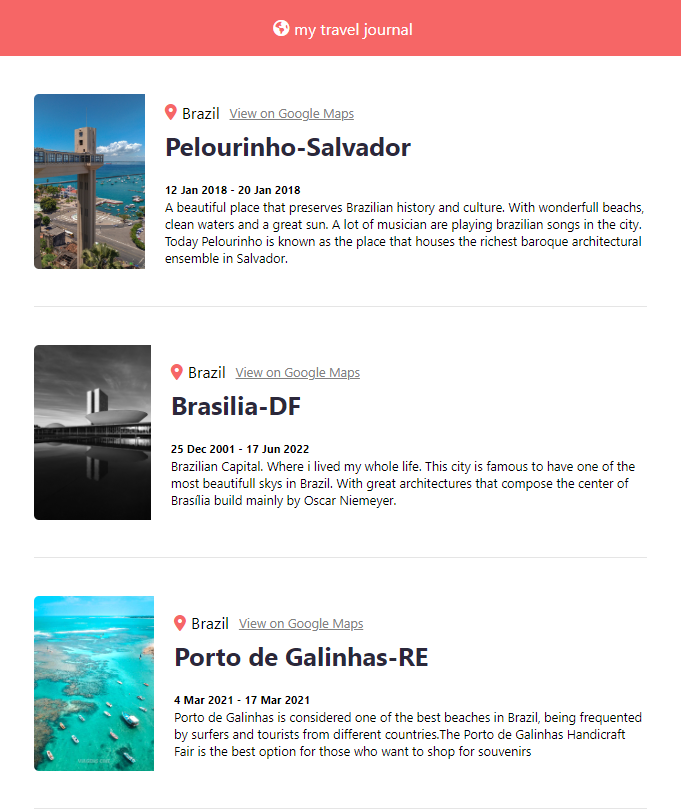 my travel journal
Brazil View on Google Maps
Pelourinho-Salvador
12 Jan 2018 - 20 Jan 2018
A beautiful place that preserves Brazilian history and culture. With wonderfull beachs,
clean waters and a great sun. A lot of musician are playing brazilian songs in the city.
Today Pelourinho is known as the place that houses the richest baroque architectural
ensemble in Salvador.
Brazil View on Google Maps
Brasilia-DF
25 Dec 2001 - 17 Jun 2022
Brazilian Capital. Where i lived my whole life. This city is famous to have one of the
most beautifull skys in Brazil. With great architectures that compose the center of
Brasília build mainly by Oscar Niemeyer.
Brazil View on Google Maps
Porto de Galinhas-RE
4 Mar 2021 - 17 Mar 2021
Porto de Galinhas is considered one of the best beaches in Brazil, being frequented
by surfers and tourists from different countries.The Porto de Galinhas Handicraft
Fair is the best option for those who want to shop for souvenirs